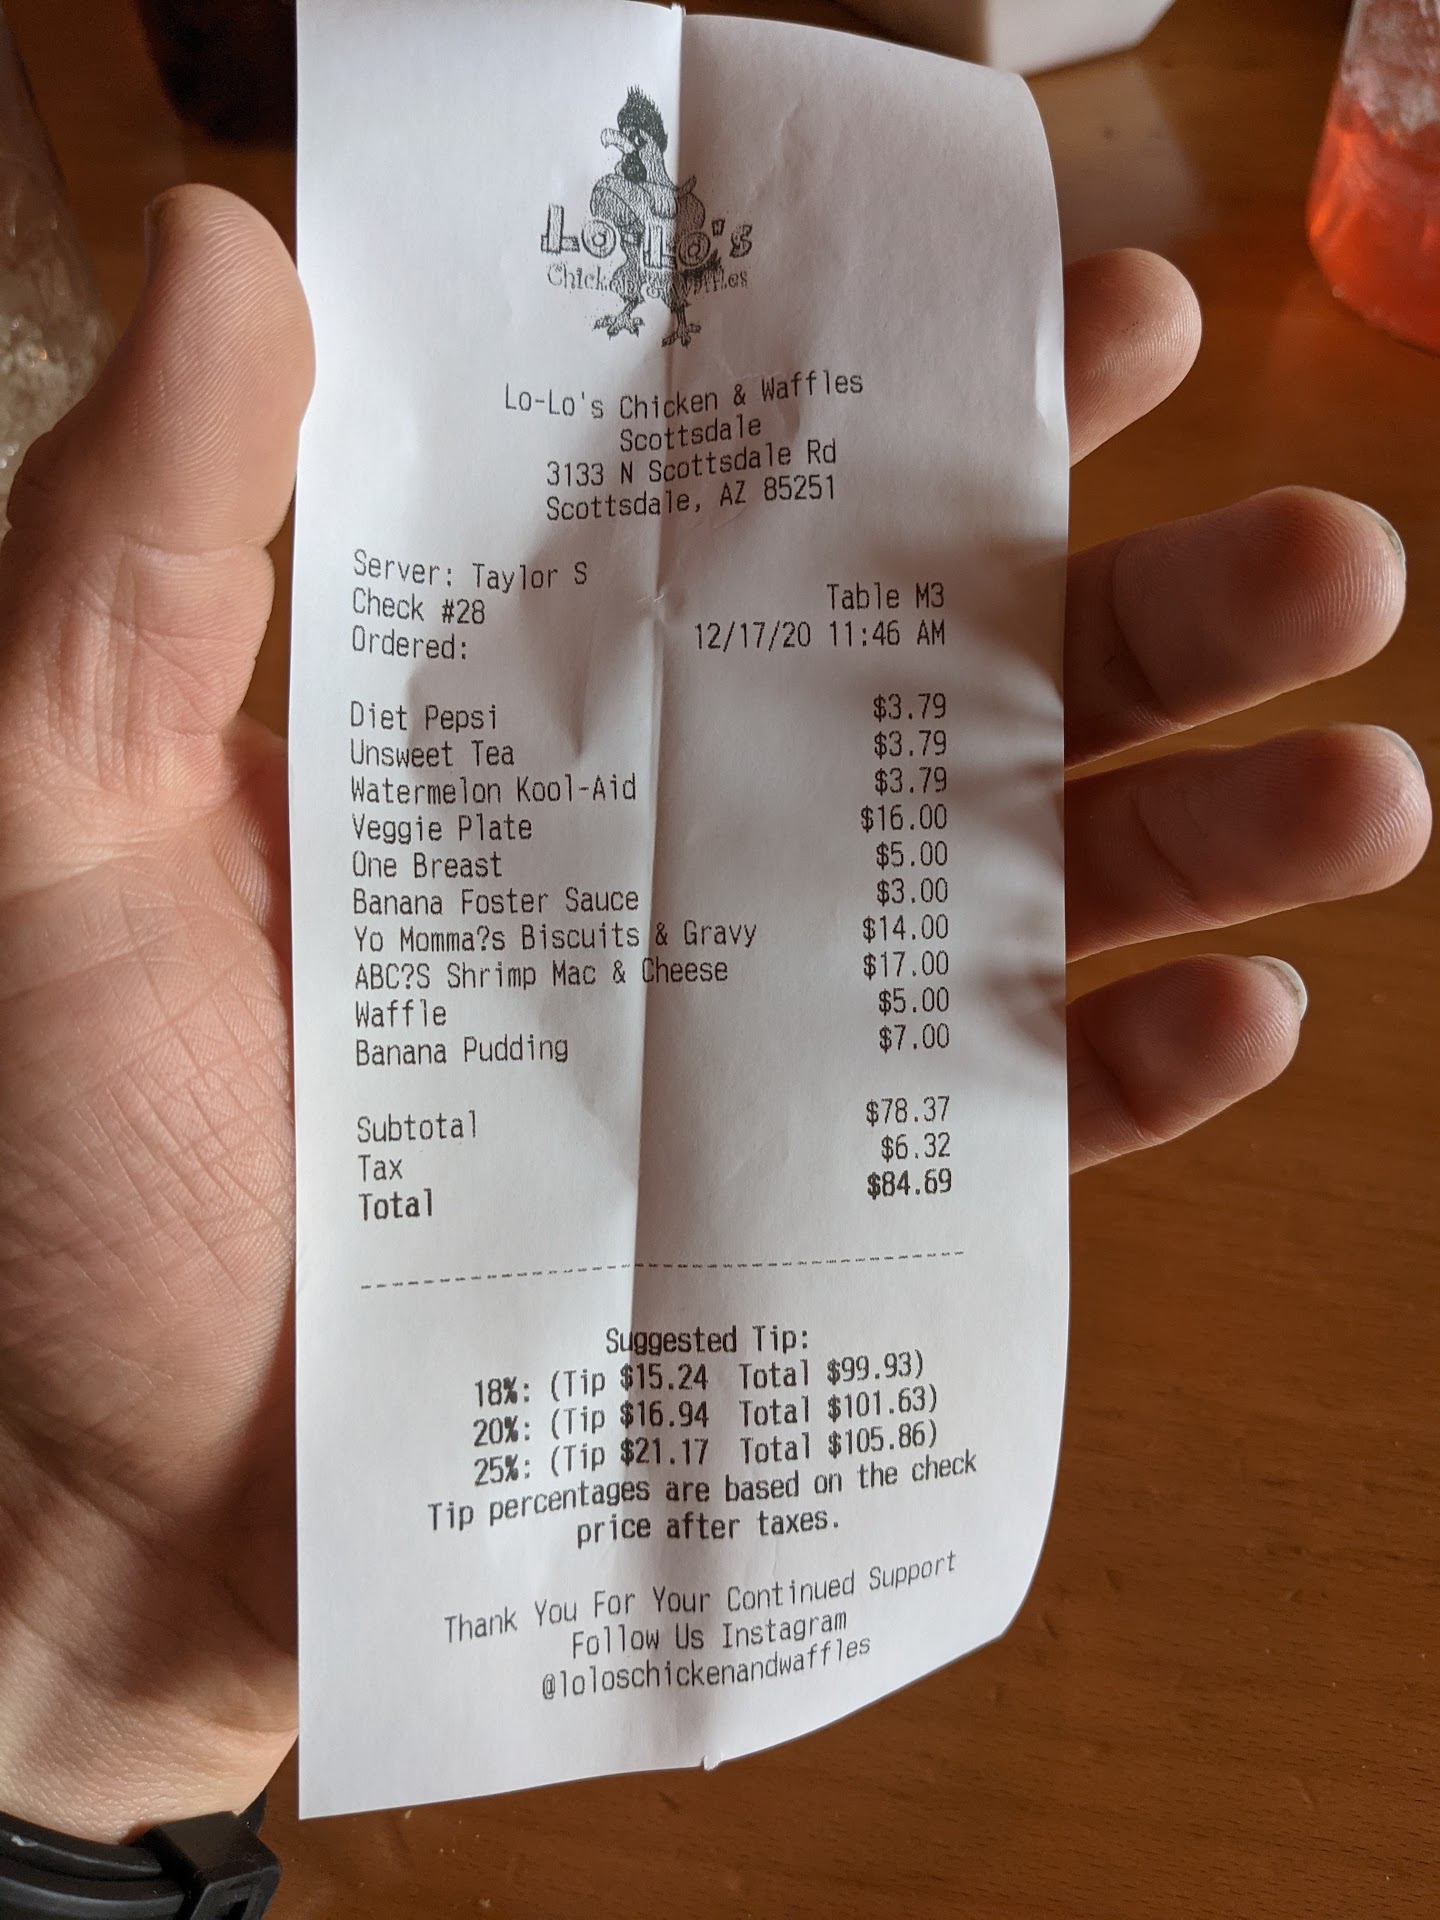 Lo-Lo's
Chicken & Waffles
Lo-Lo's Chicken & Waffles
Scottsdale
3133 N Scottsdale Rd
Scottsdale, AZ 85251
Server: Taylor S
Check #28 Table M3
Ordered: 12/17/20 11:46 AM
Diet Pepsi $3.79
Unsweet Tea $3.79
Watermelon Kool-Aid $3.79
Veggie Plate $16.00
One Breast $5.00
Banana Foster Sauce $3.00
Yo Momma?s Biscuits & Gravy $14.00
ABC?S Shrimp Mac & Cheese $17.00
Waffle $5.00
Banana Pudding $7.00
Subtotal $78.37
Tax $6.32
Total $84.69
Suggested Tip:
18%: (Tip $15.24 Total $99.93)
20%: (Tip $16.94 Total $101.63)
25%: (Tip $21.17 Total $105.86)
Tip percentages are based on the check
price after taxes.
Thank You For Your Continued Support
Follow Us Instagram
@loloschickenandwaffles